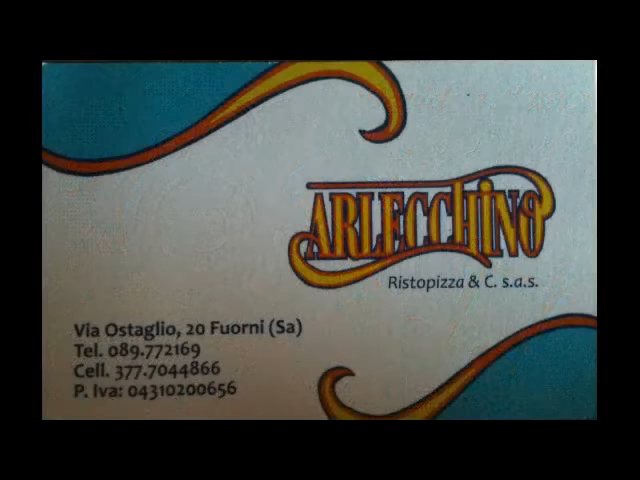 ARLECCHINO
Ristopizza & C. s.a.s.
Via Ostaglio, 20 Fuorni (Sa)
Tel. 089.772169
Cell. 377.7044866
P. Iva: 04310200656